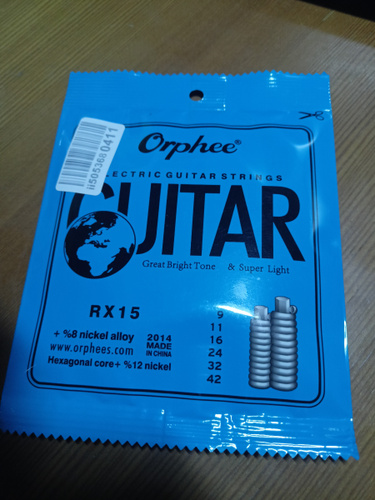 Orphee®
ELECTRIC GUITAR STRINGS
GUITAR
Great Bright Tone & Super Light
RX15
+ %8 nickel alloy
www.orphees.com
Hexagonal core+ %12 nickel
2014
MADE
IN CHINA
9
11
16
24
32
42